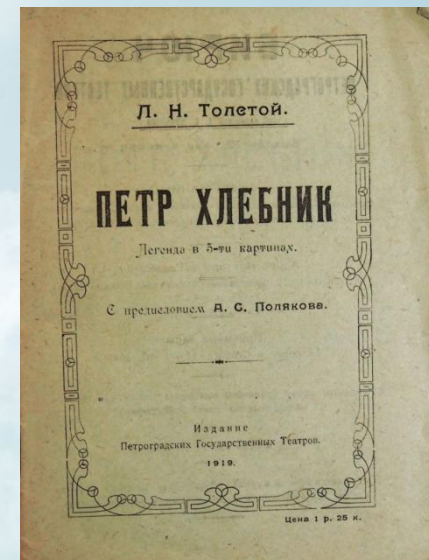 Л. Н. Толстой.
ПЕТР ХЛЕБНИК
Легенда в 5-ти картинах.
С предисловием А. С. Полякова.
Издание
Петроградских Государственных Театров.
1919.
Цена 1 р. 25 к.